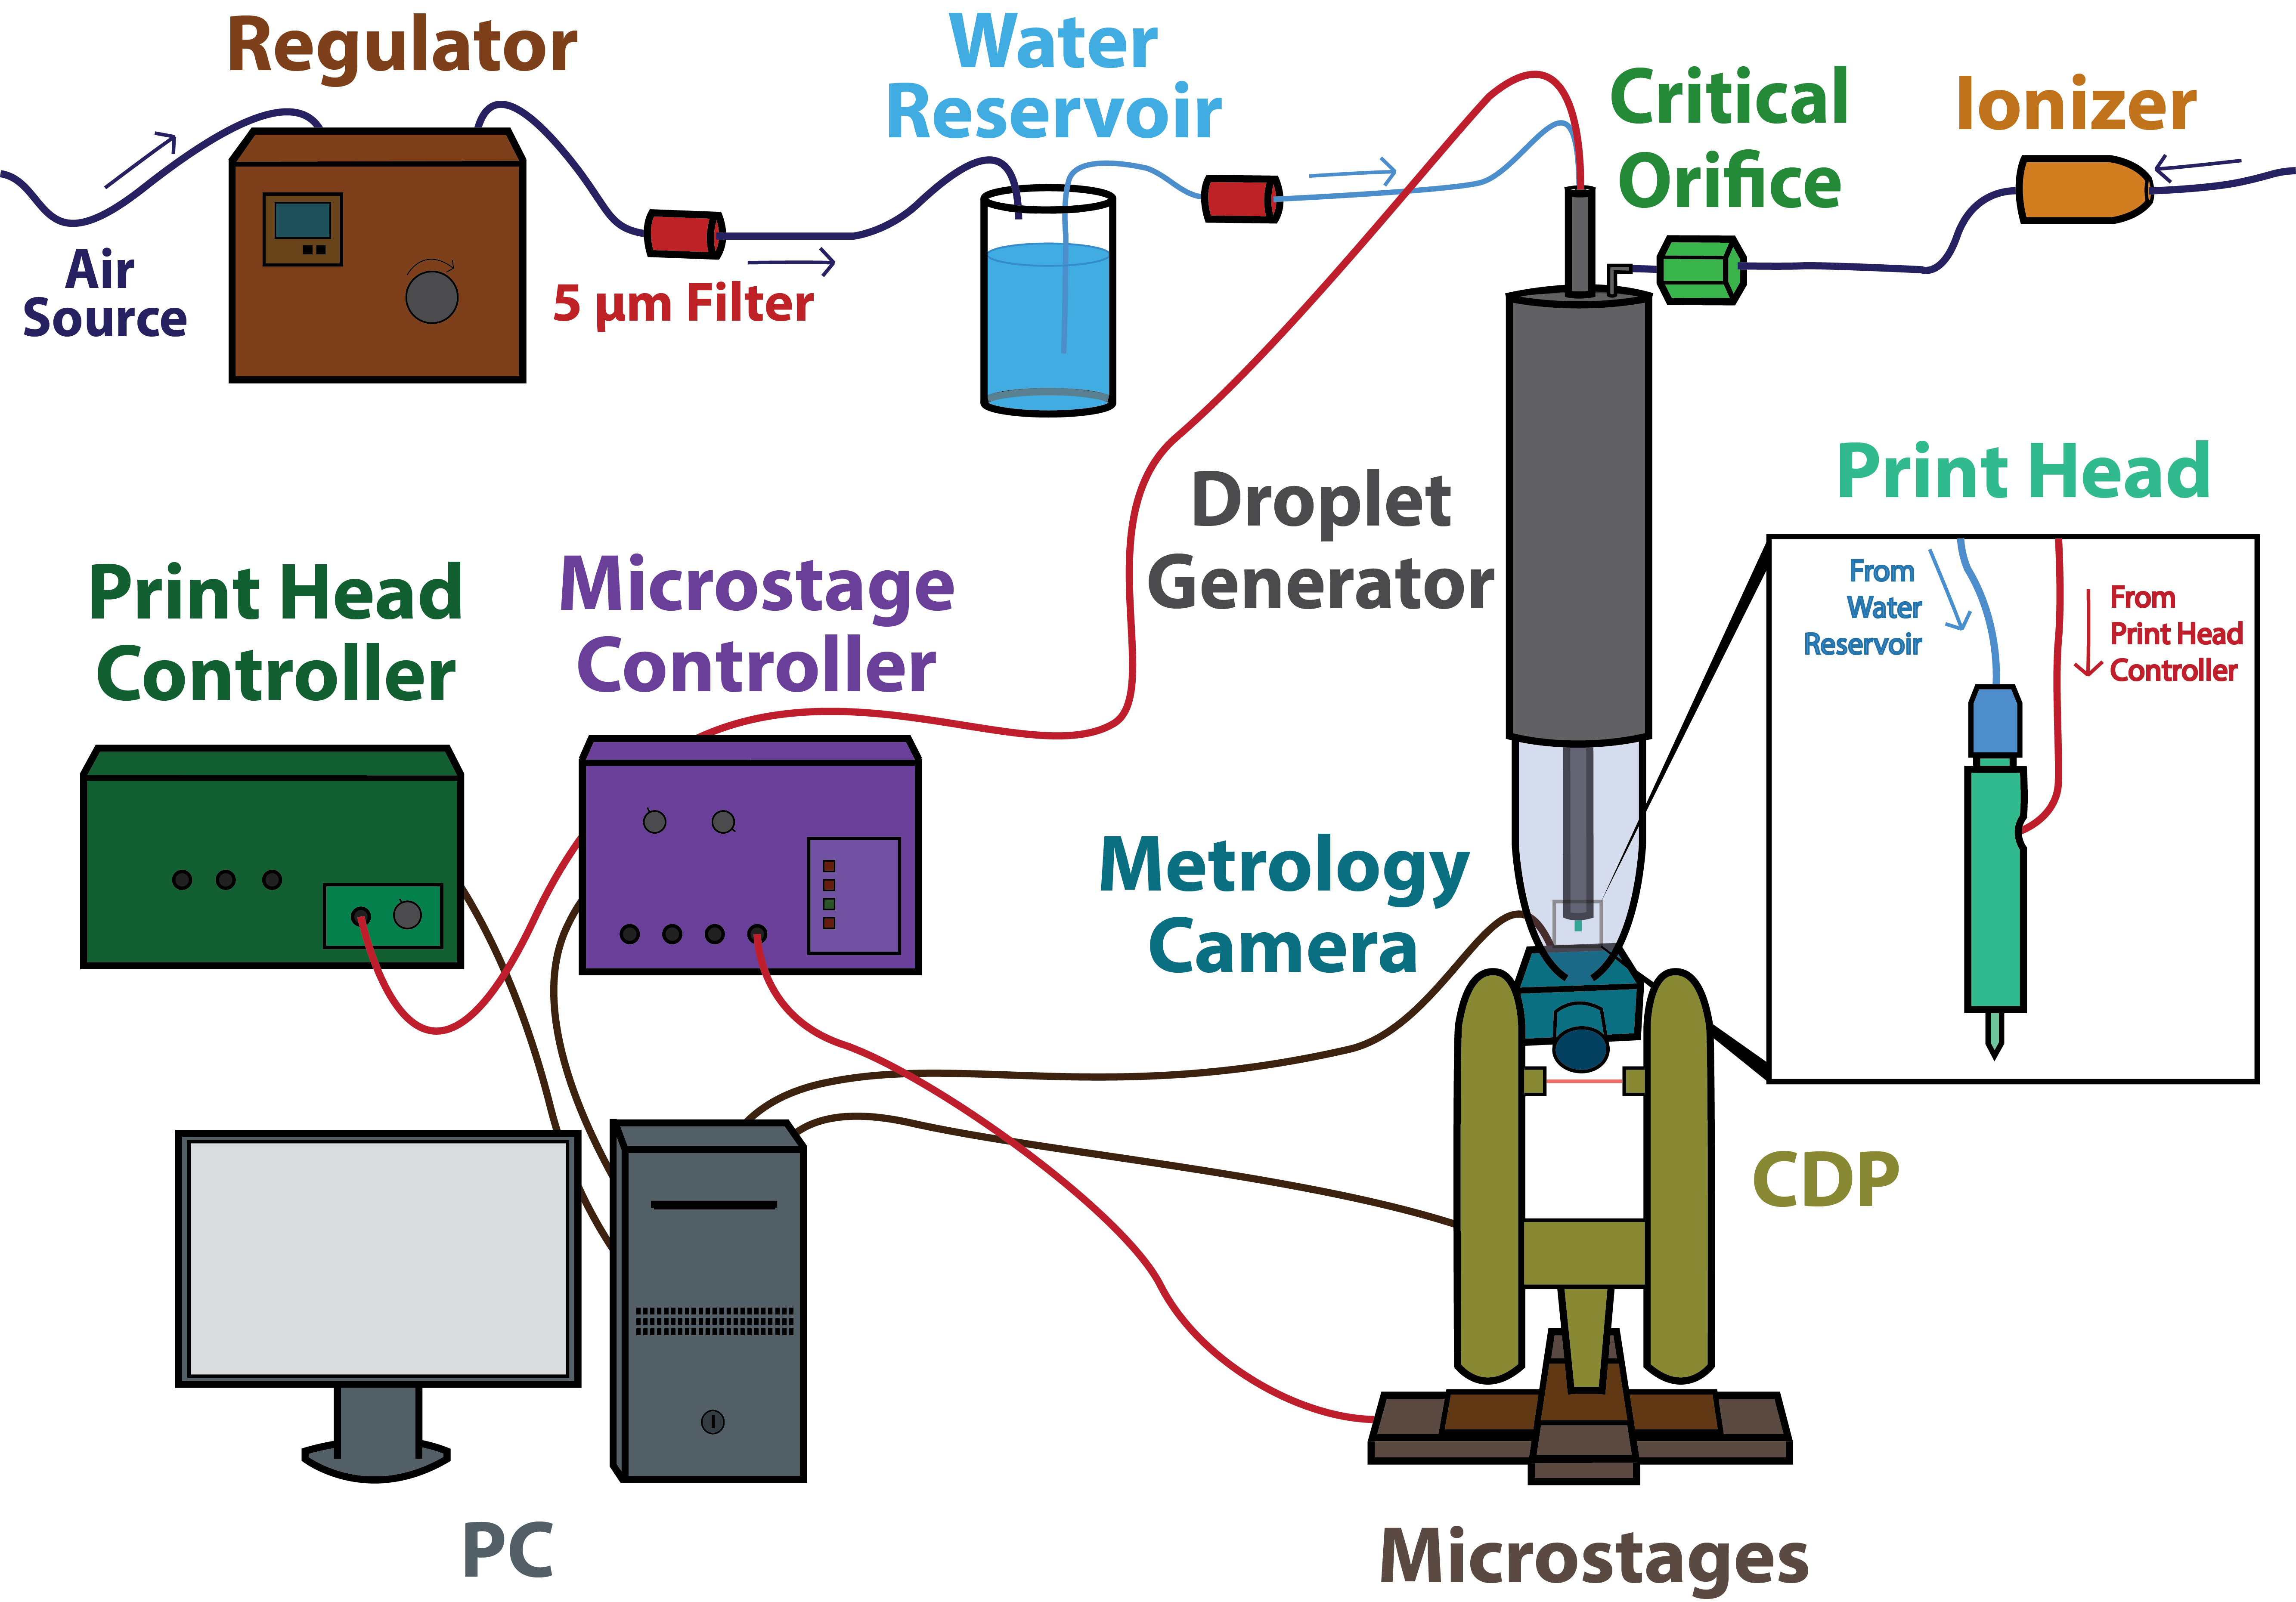 Regulator
Water
Reservoir
Critical
Orifice
Ionizer
Air
Source
5 µm Filter
Droplet
Generator
Print Head
From
Water
Reservoir
From
Print Head
Controller
Print Head
Controller
Microstage
Controller
Metrology
Camera
CDP
PC
Microstages